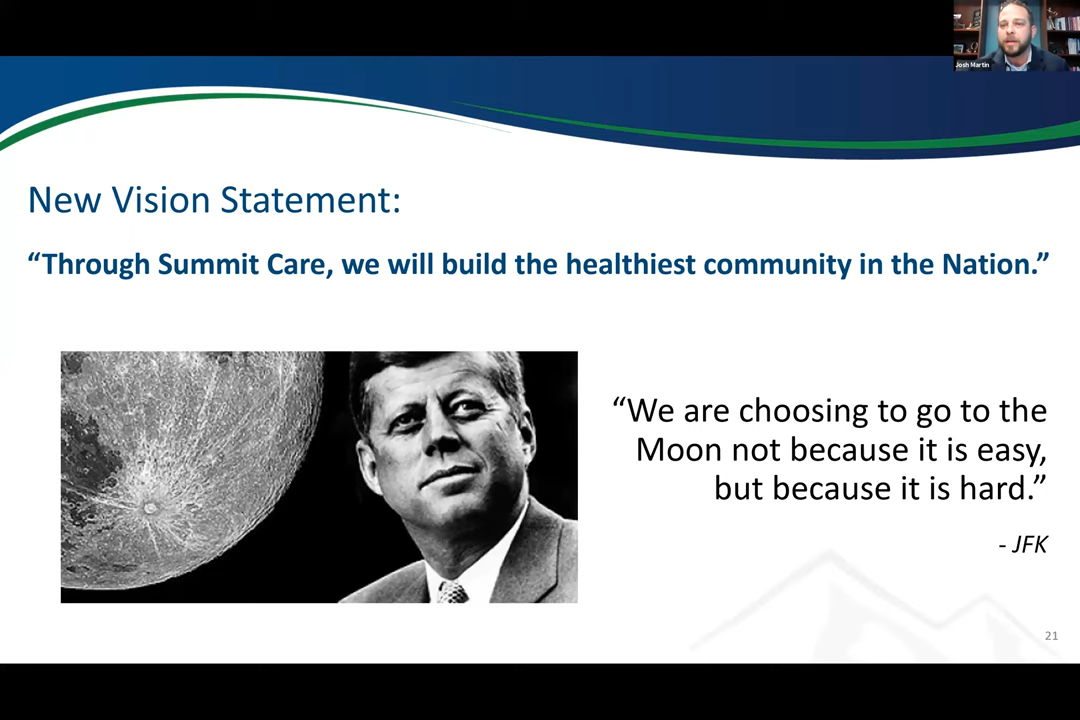 Josh Martin
New Vision Statement:
“Through Summit Care, we will build the healthiest community in the Nation.”
“We are choosing to go to the
Moon not because it is easy,
but because it is hard.”
- JFK
21